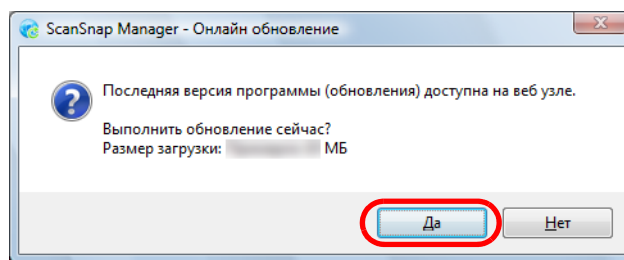 ScanSnap Manager - Онлайн обновление
Последняя версия программы (обновления) доступна на веб узле.
Выполнить обновление сейчас?
Размер загрузки: МБ
Да
Нет